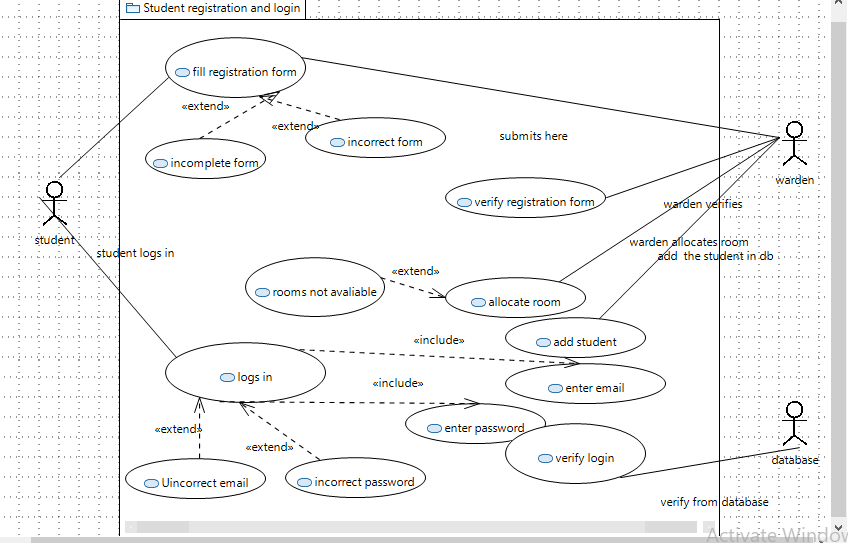 Student registration and login
fill registration form
«extend»
«extend»
incorrect form
submits here
incomplete form
warden
verify registration form
warden verifies
student
student logs in
warden allocates room
add the student in db
«extend»
rooms not avaliable
allocate room
«include»
add student
logs in
«include»
enter email
«extend»
enter password
«extend»
verify login
database
Uincorrect email
incorrect password
verify from database
Activate Window